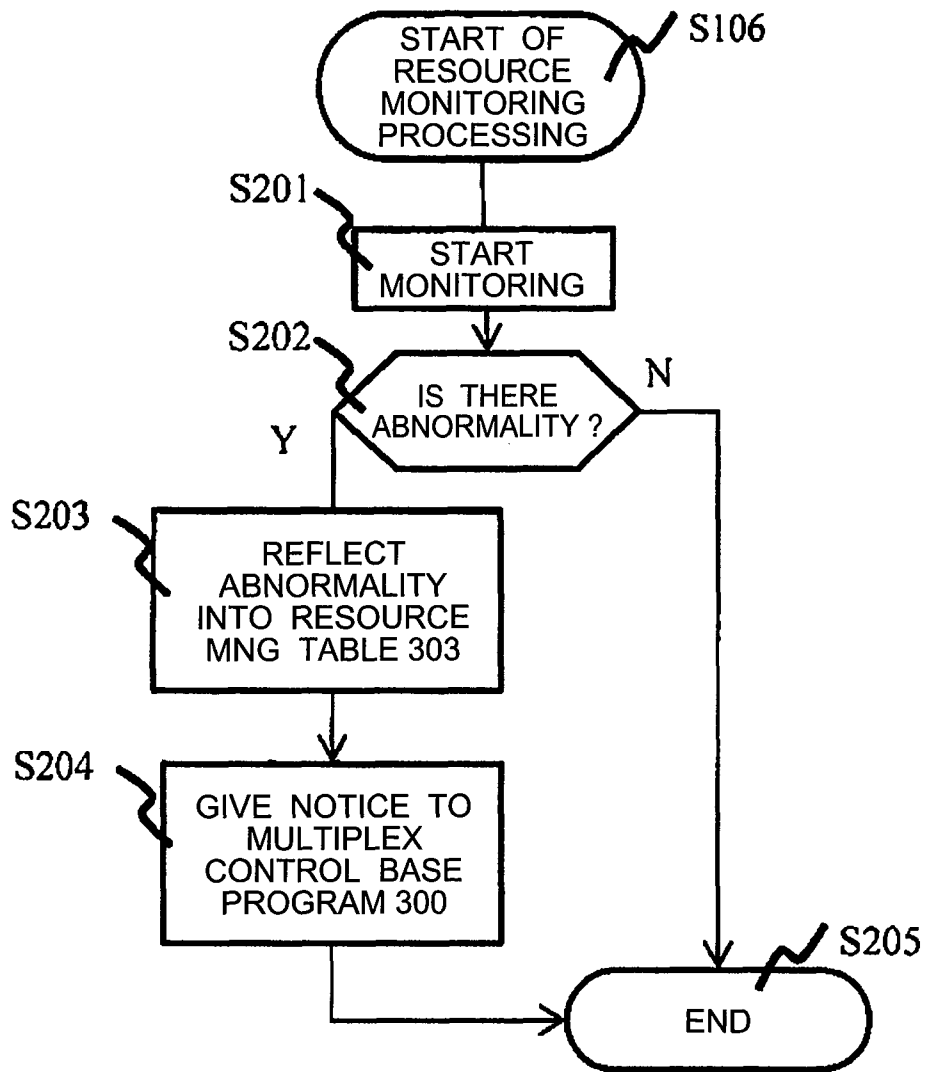 START OF
RESOURCE
MONITORING
PROCESSING
S106
S201
START
MONITORING
S202
IS THERE
ABNORMALITY ?
N
Y
S203
REFLECT
ABNORMALITY
INTO RESOURCE
MNG TABLE 303
S204
GIVE NOTICE TO
MULTIPLEX
CONTROL BASE
PROGRAM 300
S205
END